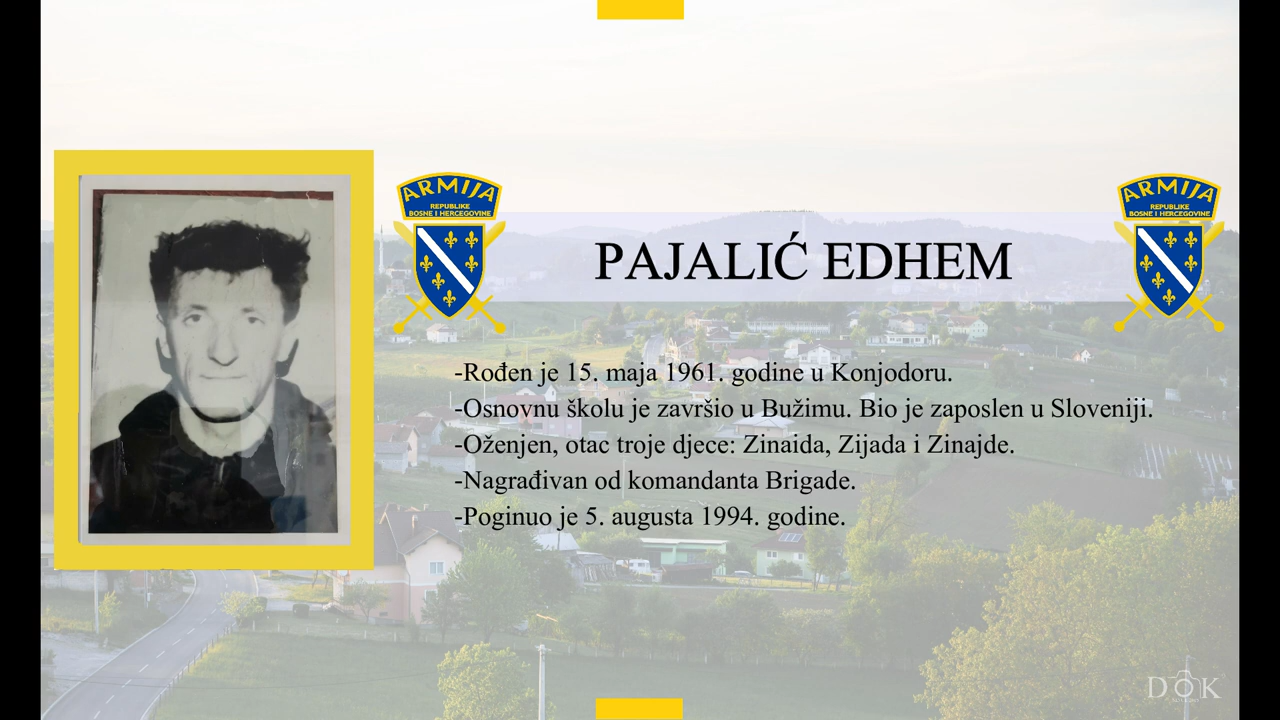 ARMIJA
REPUBLIKE
BOSNE I HERCEGOVINE
ARMIJA
REPUBLIKE
BOSNE I HERCEGOVINE
PAJALIĆ EDHEM
-Rođen je 15. maja 1961. godine u Konjodoru.
-Osnovnu školu je završio u Bužimu. Bio je zaposlen u Sloveniji.
-Oženjen, otac troje djece: Zinaida, Zijada i Zinajde.
-Nagrađivan od komandanta Brigade.
-Poginuo je 5. augusta 1994. godine.
DOK